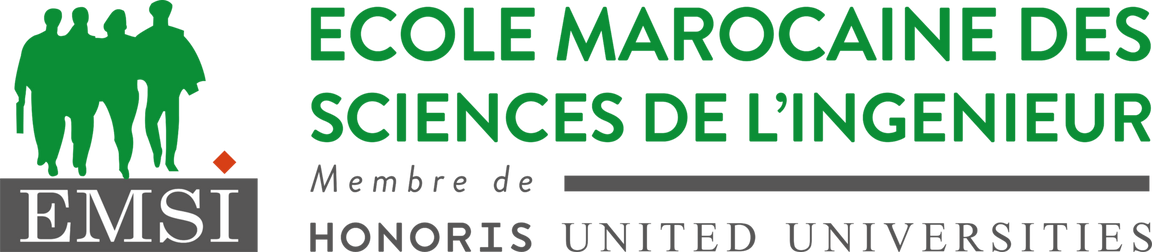 ECOLE MAROCAINE DES
SCIENCES DE L'INGENIEUR
Membre de
HONORIS UNITED UNIVERSITIES
EMSI